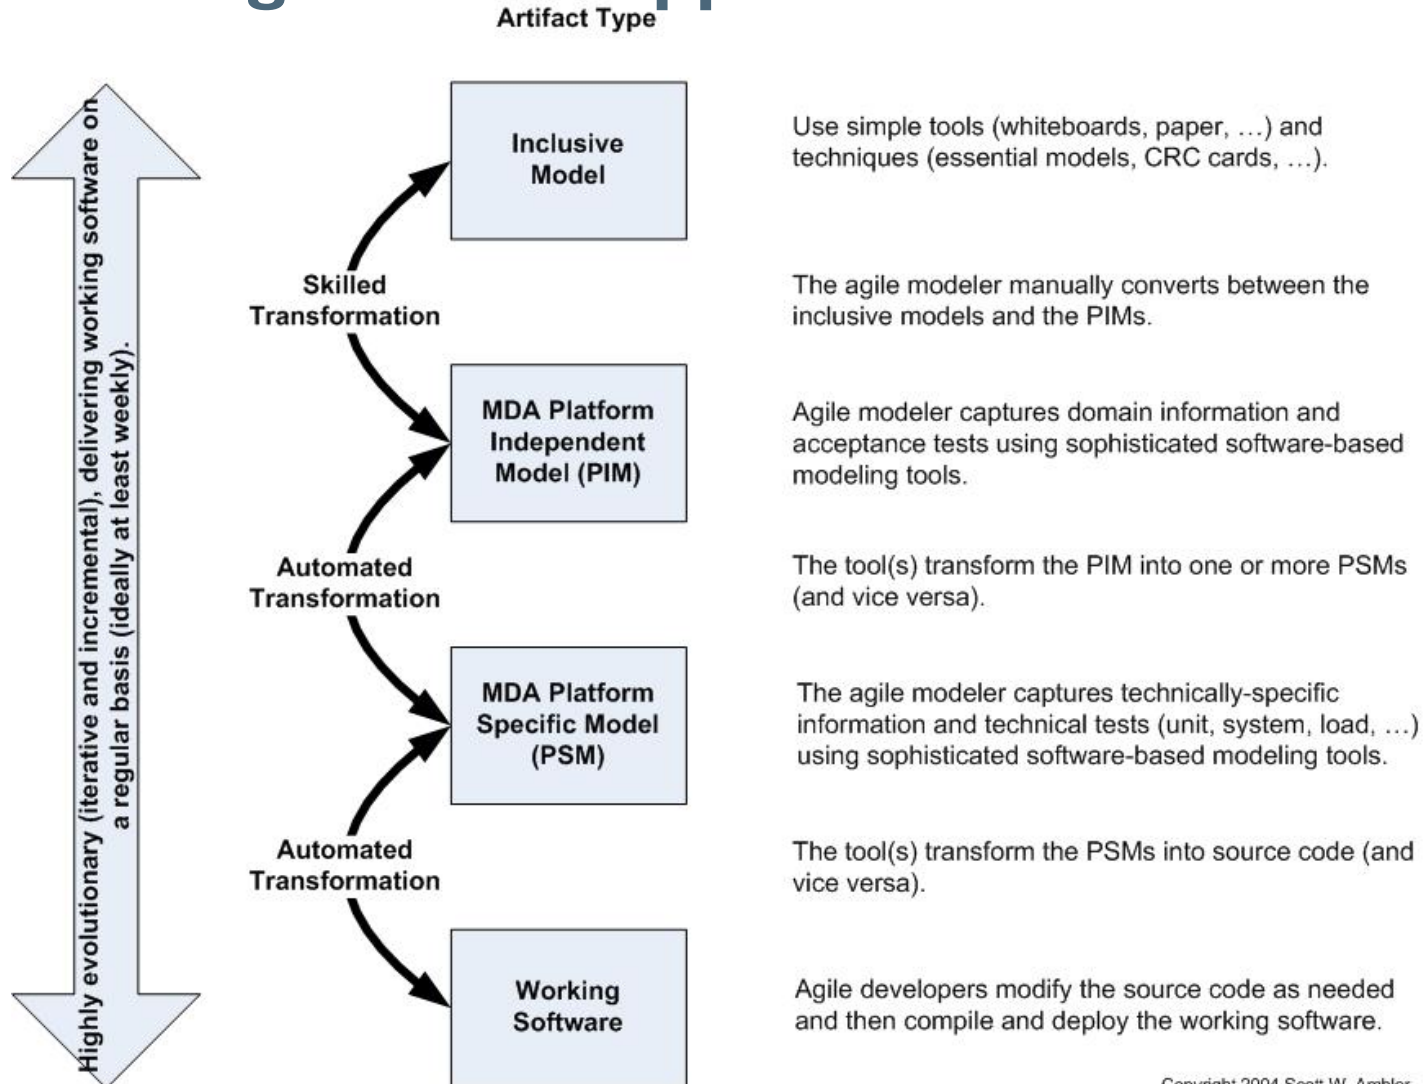 Artifact Type
Highly evolutionary (iterative and incremental), delivering working software on
a regular basis (ideally at least weekly).
Inclusive
Model
Use simple tools (whiteboards, paper, …) and
techniques (essential models, CRC cards, …).
Skilled
Transformation
The agile modeler manually converts between the
inclusive models and the PIMs.
MDA Platform
Independent
Model (PIM)
Agile modeler captures domain information and
acceptance tests using sophisticated software-based
modeling tools.
Automated
Transformation
The tool(s) transform the PIM into one or more PSMs
(and vice versa).
MDA Platform
Specific Model
(PSM)
The agile modeler captures technically-specific
information and technical tests (unit, system, load, …)
using sophisticated software-based modeling tools.
Automated
Transformation
The tool(s) transform the PSMs into source code (and
vice versa).
Working
Software
Agile developers modify the source code as needed
and then compile and deploy the working software.
Copyright 2004 Scott W. Ambler